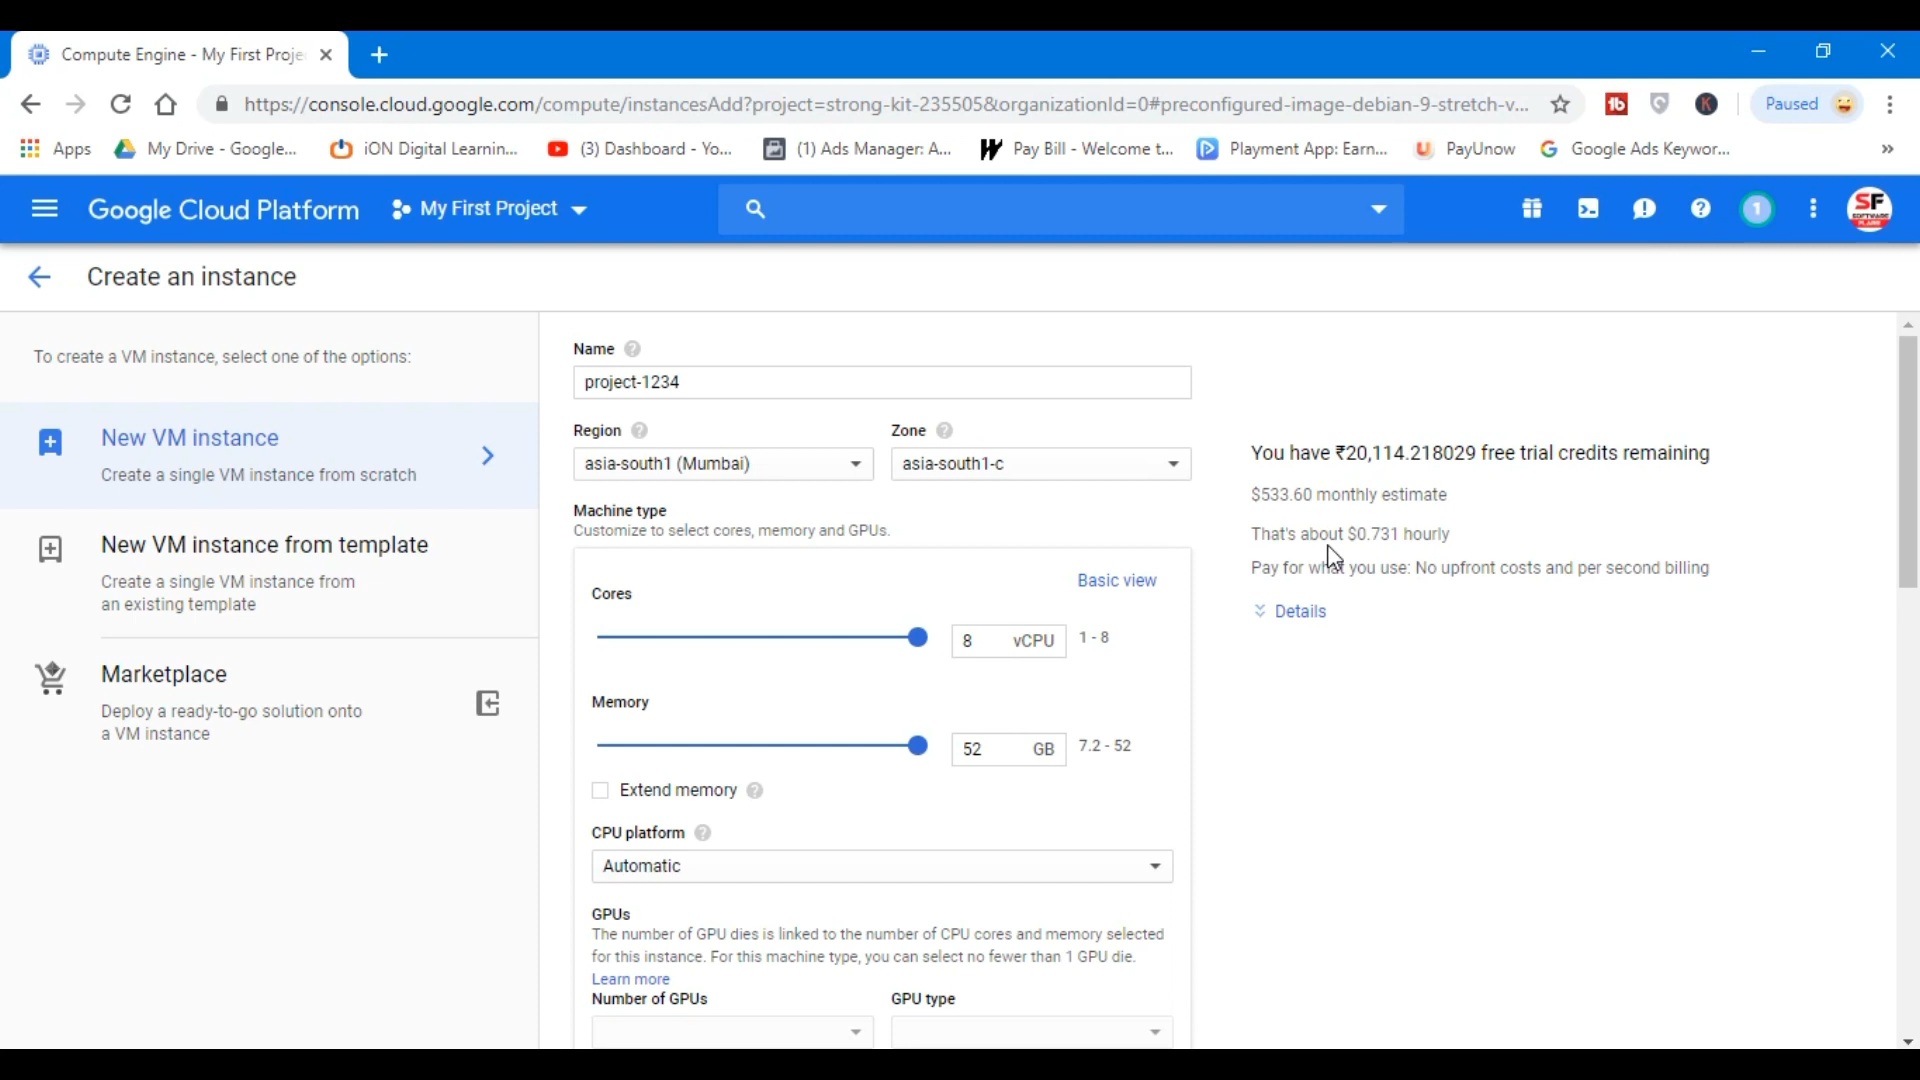 Compute Engine - My First Proje
https://console.cloud.google.com/compute/instancesAdd?project=strong-kit-235505&organizationId=0#preconfigured-image-debian-9-stretch-v...
Paused
Apps
My Drive - Google...
iON Digital Learnin...
(3) Dashboard - Yo...
(1) Ads Manager: A...
Pay Bill - Welcome t...
Playment App: Earn...
PayUnow
Google Ads Keywor...
Google Cloud Platform
My First Project
1
SF
SOFTWARE
Create an instance
To create a VM instance, select one of the options:
New VM instance
Create a single VM instance from scratch
New VM instance from template
Create a single VM instance from
an existing template
Marketplace
Deploy a ready-to-go solution onto
a VM instance
Name
project-1234
Region
Zone
asia-south1 (Mumbai)
asia-south1-c
Machine type
Customize to select cores, memory and GPUs.
Basic view
Cores
8 vCPU
1 - 8
Memory
52 GB
7.2 - 52
Extend memory
CPU platform
Automatic
GPUs
The number of GPU dies is linked to the number of CPU cores and memory selected
for this instance. For this machine type, you can select no fewer than 1 GPU die.
Learn more
Number of GPUs
GPU type
You have ₹20,114.218029 free trial credits remaining
$533.60 monthly estimate
That's about $0.731 hourly
Pay for what you use: No upfront costs and per second billing
Details